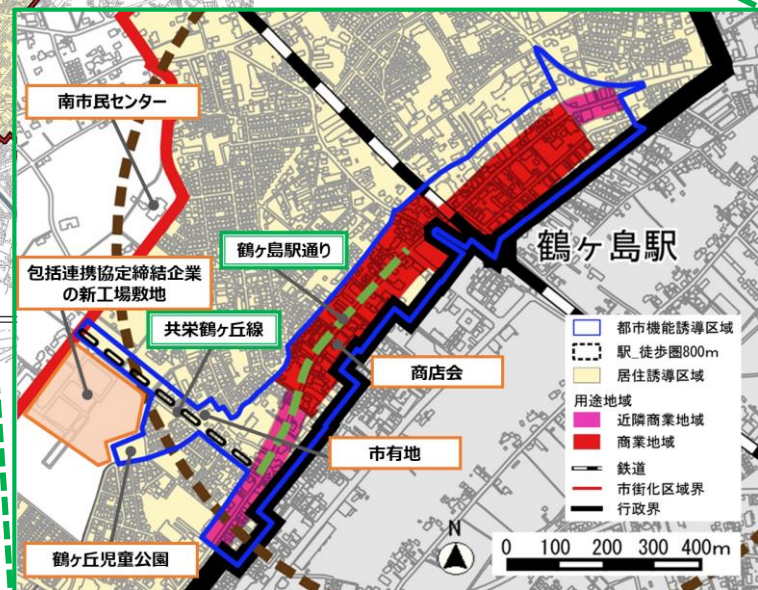 南市民センター
鶴ヶ島駅通り
鶴ヶ島駅
包括連携協定締結企業
の新工場敷地
共栄鶴ヶ丘線
商店会
市有地
鶴ヶ丘児童公園
都市機能誘導区域
駅_徒歩圏800m
居住誘導区域
用途地域
近隣商業地域
商業地域
鉄道
市街化区域界
行政界
N
0 100 200 300 400m